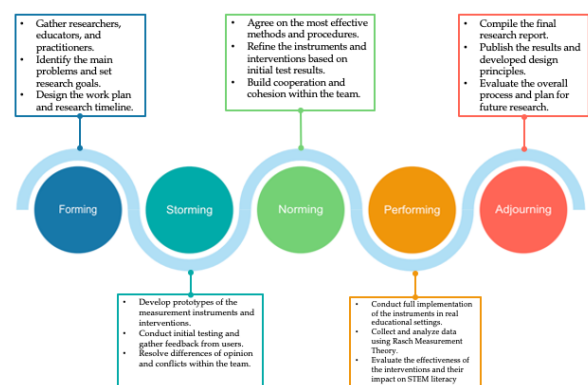 • Gather researchers,
educators, and
practitioners.
• Identify the main
problems and set
research goals.
• Design the work plan
and research timeline.
• Agree on the most effective
methods and procedures.
• Refine the instruments and
interventions based on
initial test results.
• Build cooperation and
cohesion within the team.
• Compile the final
research report.
• Publish the results and
developed design
principles.
• Evaluate the overall
process and plan for
future research.
Forming
Storming
Norming
Performing
Adjourning
• Develop prototypes of the
measurement instruments and
interventions.
• Conduct initial testing and
gather feedback from users.
• Resolve differences of opinion
and conflicts within the team.
• Conduct full implementation
of the instruments in real
educational settings.
• Collect and analyze data
using Rasch Measurement
Theory.
• Evaluate the effectiveness of
the interventions and their
impact on STEM literacy